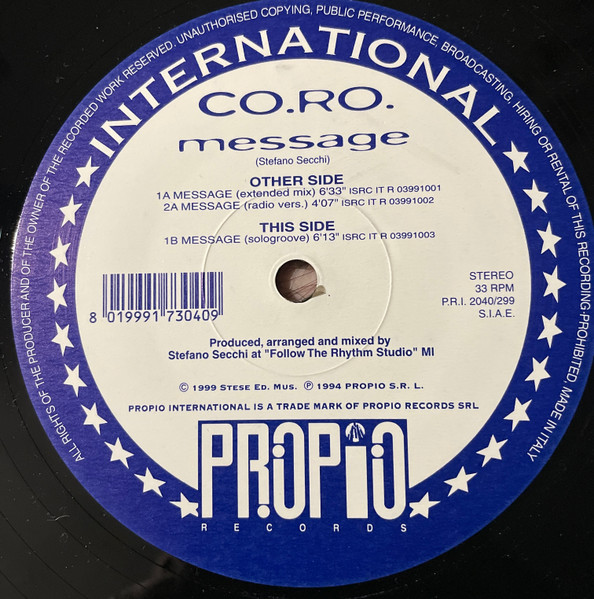 ALL RIGHTS OF THE PRODUCER AND OF THE OWNER OF THE RECORDED WORK RESERVED. UNAUTHORISED COPYING, PUBLIC PERFORMANCE, BROADCASTING, HIRING OR RENTAL OF THIS RECORDING PROHIBITED. MADE IN ITALY
INTERNATIONAL
CO.RO.
message
(Stefano Secchi)
OTHER SIDE
1A MESSAGE (extended mix) 6'33" ISRC IT R 03991001
2A MESSAGE (radio vers.) 4'07" ISRC IT R 03991002
THIS SIDE
1B MESSAGE (sologroove) 6'13" ISRC IT R 03991003
8 019991 730409
STEREO
33 RPM
P.R.I. 2040/299
S.I.A.E.
Produced, arranged and mixed by
Stefano Secchi at "Follow The Rhythm Studio" MI
© 1999 STESE ED. MUS. ℗ 1994 PROPIO S.R.L.
PROPIO INTERNATIONAL IS A TRADE MARK OF PROPIO RECORDS SRL
PROPIO
RECORDS